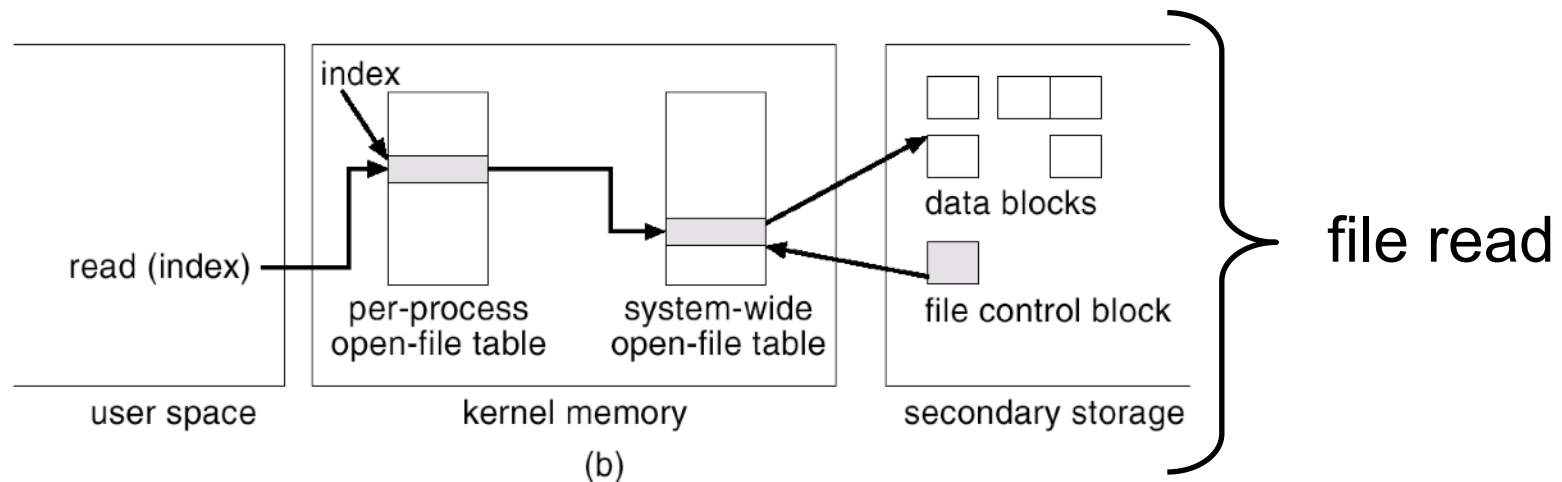 index
read (index)
per-process
open-file table
system-wide
open-file table
data blocks
file control block
user space
kernel memory
secondary storage
(b)
file read